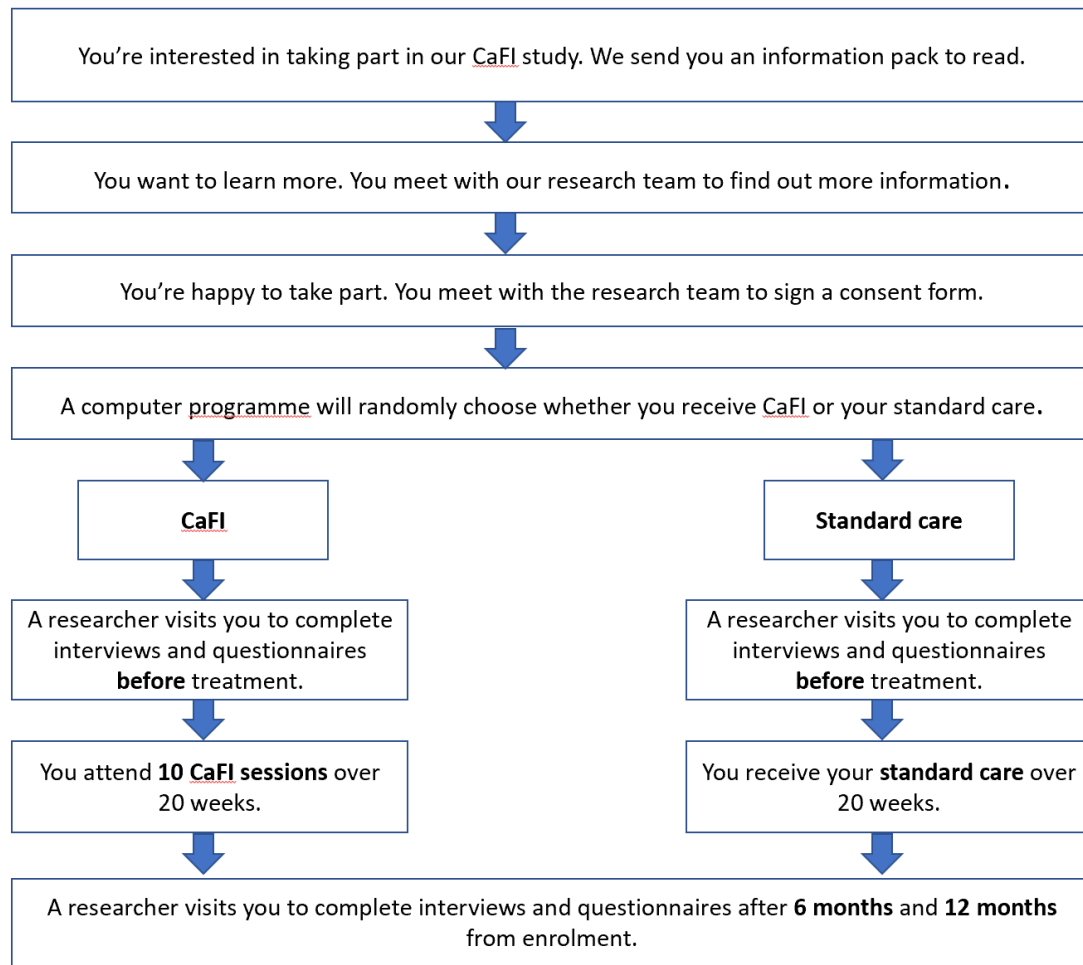 You're interested in taking part in our CaFI study. We send you an information pack to read.
You want to learn more. You meet with our research team to find out more information.
You're happy to take part. You meet with the research team to sign a consent form.
A computer programme will randomly choose whether you receive CaFI or your standard care.
CaFI
Standard care
A researcher visits you to complete
interviews and questionnaires
before treatment.
A researcher visits you to complete
interviews and questionnaires
before treatment.
You attend 10 CaFI sessions over
20 weeks.
You receive your standard care over
20 weeks.
A researcher visits you to complete interviews and questionnaires after 6 months and 12 months
from enrolment.